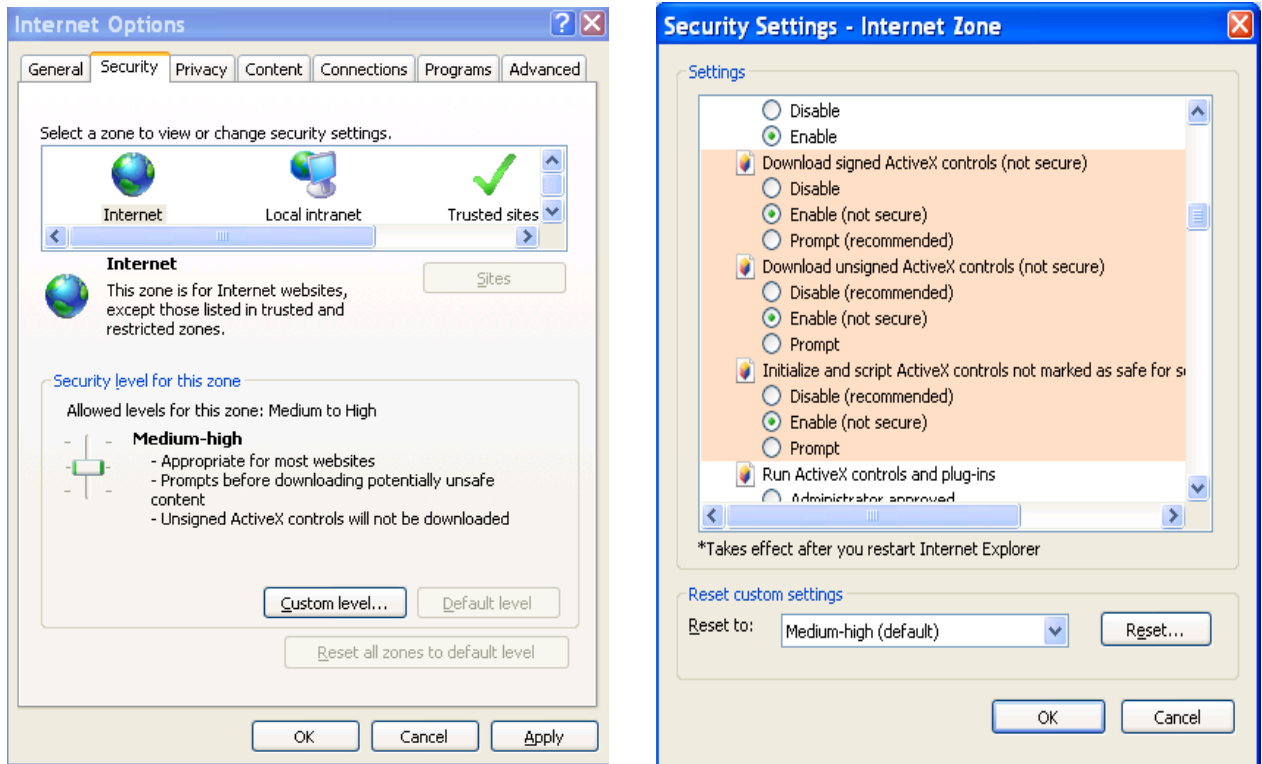 Internet Options
General Security Privacy Content Connections Programs Advanced
Select a zone to view or change security settings.
Internet Local intranet Trusted sites
Internet
This zone is for Internet websites,
except those listed in trusted and
restricted zones.
Sites
Security level for this zone
Allowed levels for this zone: Medium to High
Medium-high
- Appropriate for most websites
- Prompts before downloading potentially unsafe
content
- Unsigned ActiveX controls will not be downloaded
Custom level... Default level
Reset all zones to default level
OK Cancel Apply
Security Settings - Internet Zone
Settings
Disable
Enable
Download signed ActiveX controls (not secure)
Disable
Enable (not secure)
Prompt (recommended)
Download unsigned ActiveX controls (not secure)
Disable (recommended)
Enable (not secure)
Prompt
Initialize and script ActiveX controls not marked as safe for
Disable (recommended)
Enable (not secure)
Prompt
Run ActiveX controls and plug-ins
Administrator approved
*Takes effect after you restart Internet Explorer
Reset custom settings
Reset to: Medium-high (default) Reset...
OK Cancel